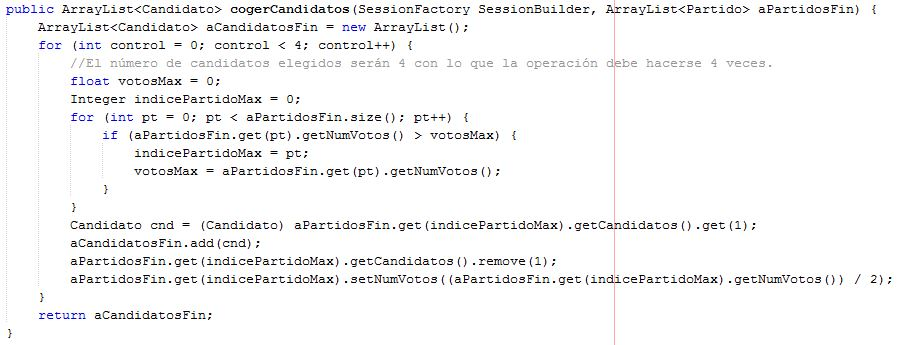 public ArrayList<Candidato> cogerCandidatos(SessionFactory SessionBuilder, ArrayList<Partido> aPartidosFin) {
    ArrayList<Candidato> aCandidatosFin = new ArrayList();
    for (int control = 0; control < 4; control++) {
        //El número de candidatos elegidos serán 4 con lo que la operación debe hacerse 4 veces.
        float votosMax = 0;
        Integer indicePartidoMax = 0;
        for (int pt = 0; pt < aPartidosFin.size(); pt++) {
            if (aPartidosFin.get(pt).getNumVotos() > votosMax) {
                indicePartidoMax = pt;
                votosMax = aPartidosFin.get(pt).getNumVotos();
            }
        }
        Candidato cnd = (Candidato) aPartidosFin.get(indicePartidoMax).getCandidatos().get(1);
        aCandidatosFin.add(cnd);
        aPartidosFin.get(indicePartidoMax).getCandidatos().remove(1);
        aPartidosFin.get(indicePartidoMax).setNumVotos((aPartidosFin.get(indicePartidoMax).getNumVotos()) / 2);
    }
    return aCandidatosFin;
}